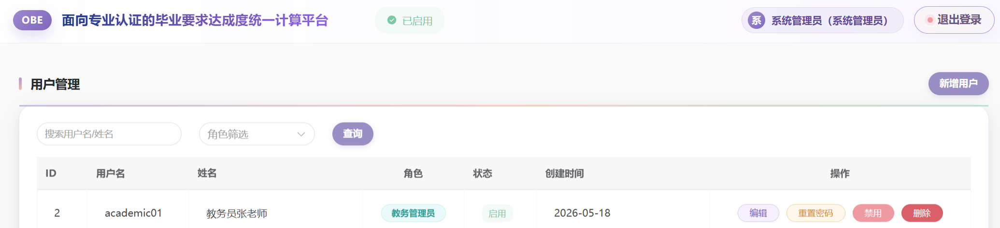 OBE 面向专业认证的毕业要求达成度统一计算平台 已启用 系 系统管理员（系统管理员） 退出登录
用户管理 新增用户
搜索用户名/姓名 角色筛选 查询
ID 用户名 姓名 角色 状态 创建时间 操作
2 academic01 教务员张老师 教务管理员 启用 2026-05-18 编辑 重置密码 禁用 删除